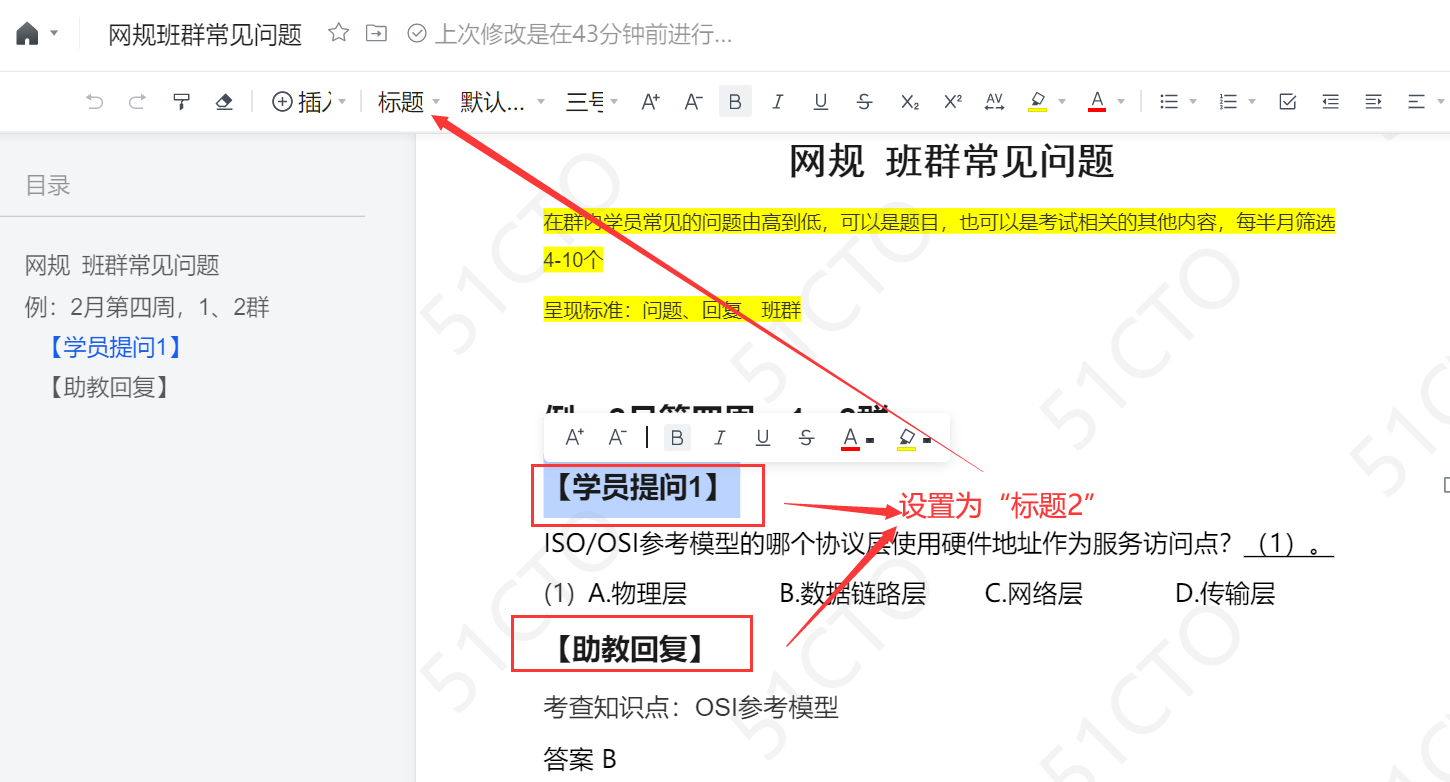 网规班群常见问题 上次修改是在43分钟前进行...
插入 标题 默认... 三号 A+ A- B I U S X₂ X² AV A
目录
网规 班群常见问题
例：2月第四周，1、2群
【学员提问1】
【助教回复】
网规 班群常见问题
在群内学员常见的问题由高到低，可以是题目，也可以是考试相关的其他内容，每半月筛选
4-10个
呈现标准：问题、回复、班群
例：2月第四周，1、2群
A+ A- B I U S A
【学员提问1】
设置为“标题2”
ISO/OSI参考模型的哪个协议层使用硬件地址作为服务访问点？（1）。
(1) A.物理层 B.数据链路层 C.网络层 D.传输层
【助教回复】
考查知识点：OSI参考模型
答案 B
51CTO
51CTO
51CTO
51CTO
51CTO
51CTO